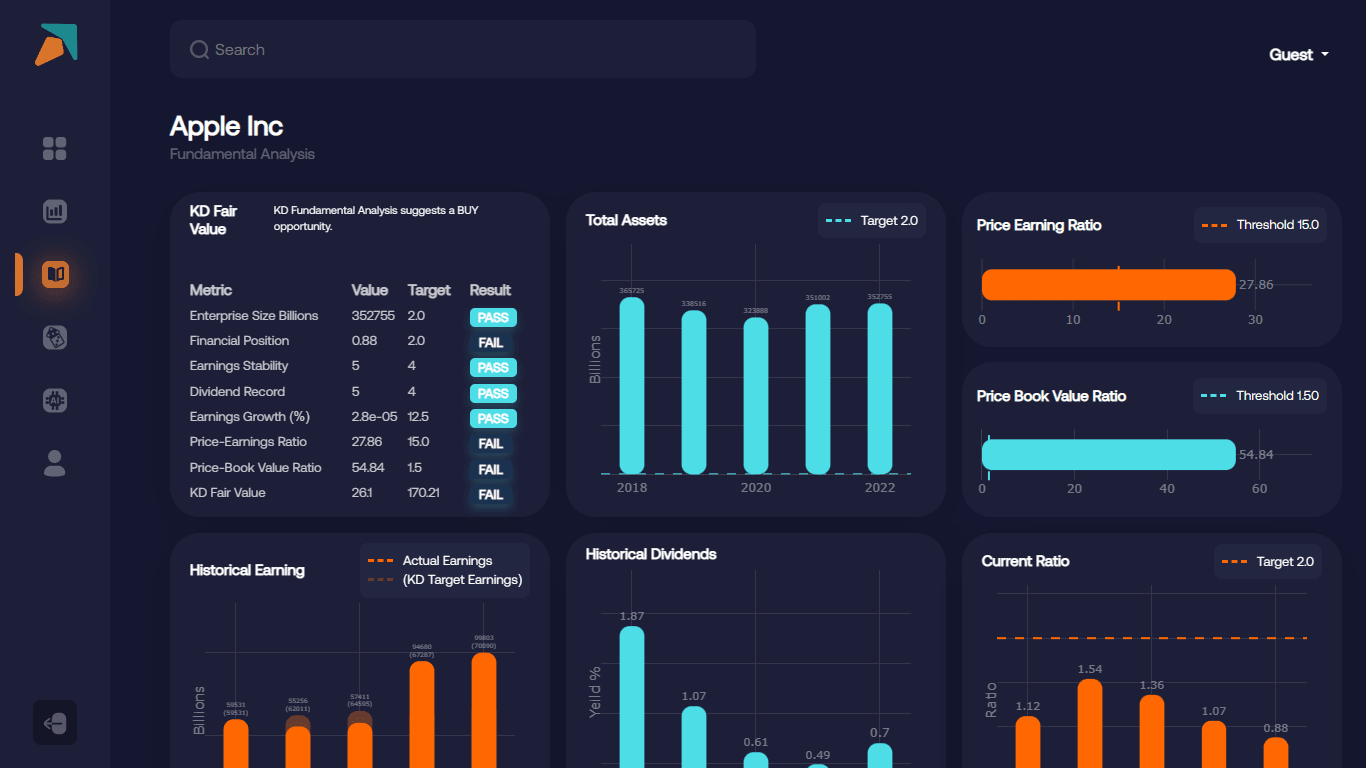 Search
Guest
Apple Inc
Fundamental Analysis
KD Fair
Value
KD Fundamental Analysis suggests a BUY
opportunity.
Metric Value Target Result
Enterprise Size Billions 352755 2.0 PASS
Financial Position 0.88 2.0 FAIL
Earnings Stability 5 4 PASS
Dividend Record 5 4 PASS
Earnings Growth (%) 2.8e-05 12.5 PASS
Price-Earnings Ratio 27.86 15.0 FAIL
Price-Book Value Ratio 54.84 1.5 FAIL
KD Fair Value 26.1 170.21 FAIL
Total Assets
Target 2.0
365725
338516
323888
351002
352755
Billions
2018 2020 2022
Price Earning Ratio
Threshold 15.0
27.86
0 10 20 30
Price Book Value Ratio
Threshold 1.50
54.84
0 20 40 60
AI
Historical Earning
Actual Earnings
(KD Target Earnings)
59531
(59531)
55256
(62011)
57411
(64595)
94680
(67287)
99803
(70090)
Billions
Historical Dividends
1.87
1.07
0.61
0.49
0.7
Yeild %
Current Ratio
Target 2.0
1.12
1.54
1.36
1.07
0.88
Ratio